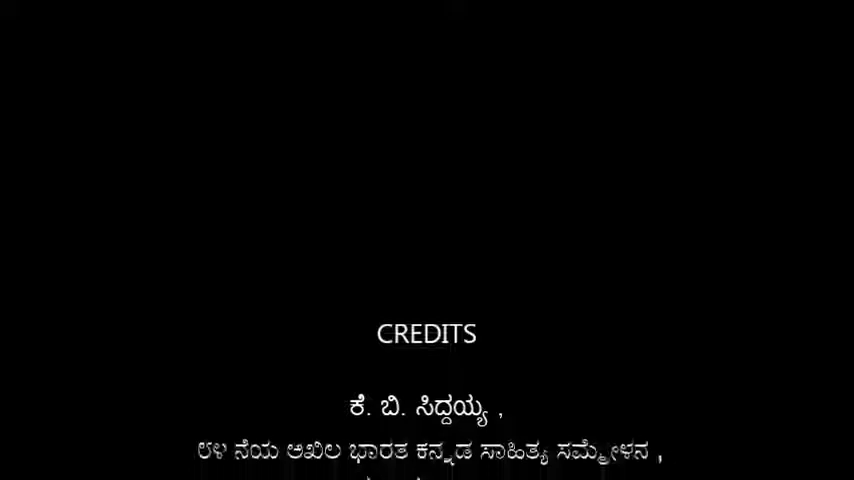 CREDITS
ಕೆ. ಬಿ. ಸಿದ್ದಯ್ಯ ,
೮೪ ನೆಯ ಅಖಿಲ ಭಾರತ ಕನ್ನಡ ಸಾಹಿತ್ಯ ಸಮ್ಮೇಳನ ,